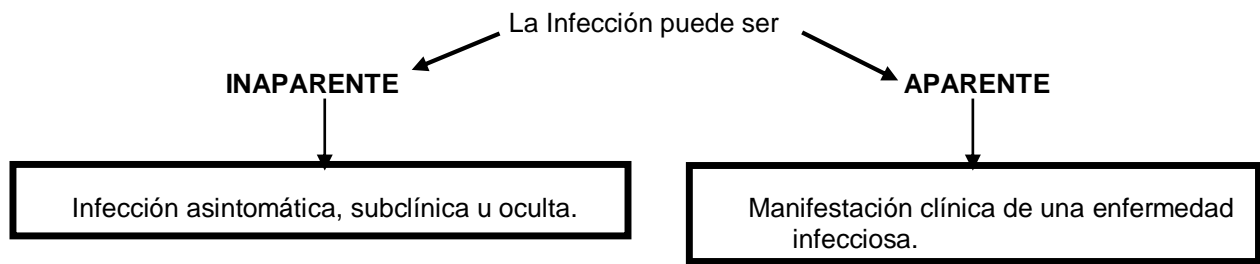 La Infección puede ser
INAPARENTE
APARENTE
Infección asintomática, subclínica u oculta.
Manifestación clínica de una enfermedad
infecciosa.